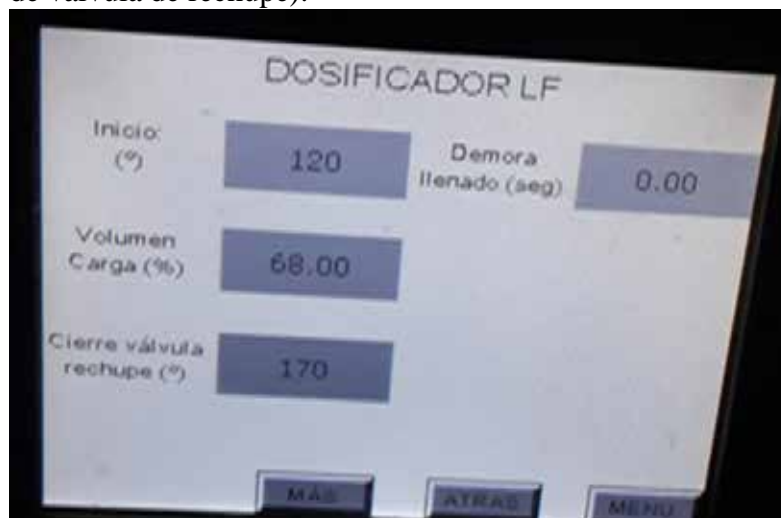 de válvula de rechupe).
DOSIFICADOR LF
Inicio:
(º)
120
Demora
llenado (seg)
0.00
Volumen
Carga (%)
68.00
Cierre válvula
rechupe (º)
170
MÁS
ATRAS
MENU